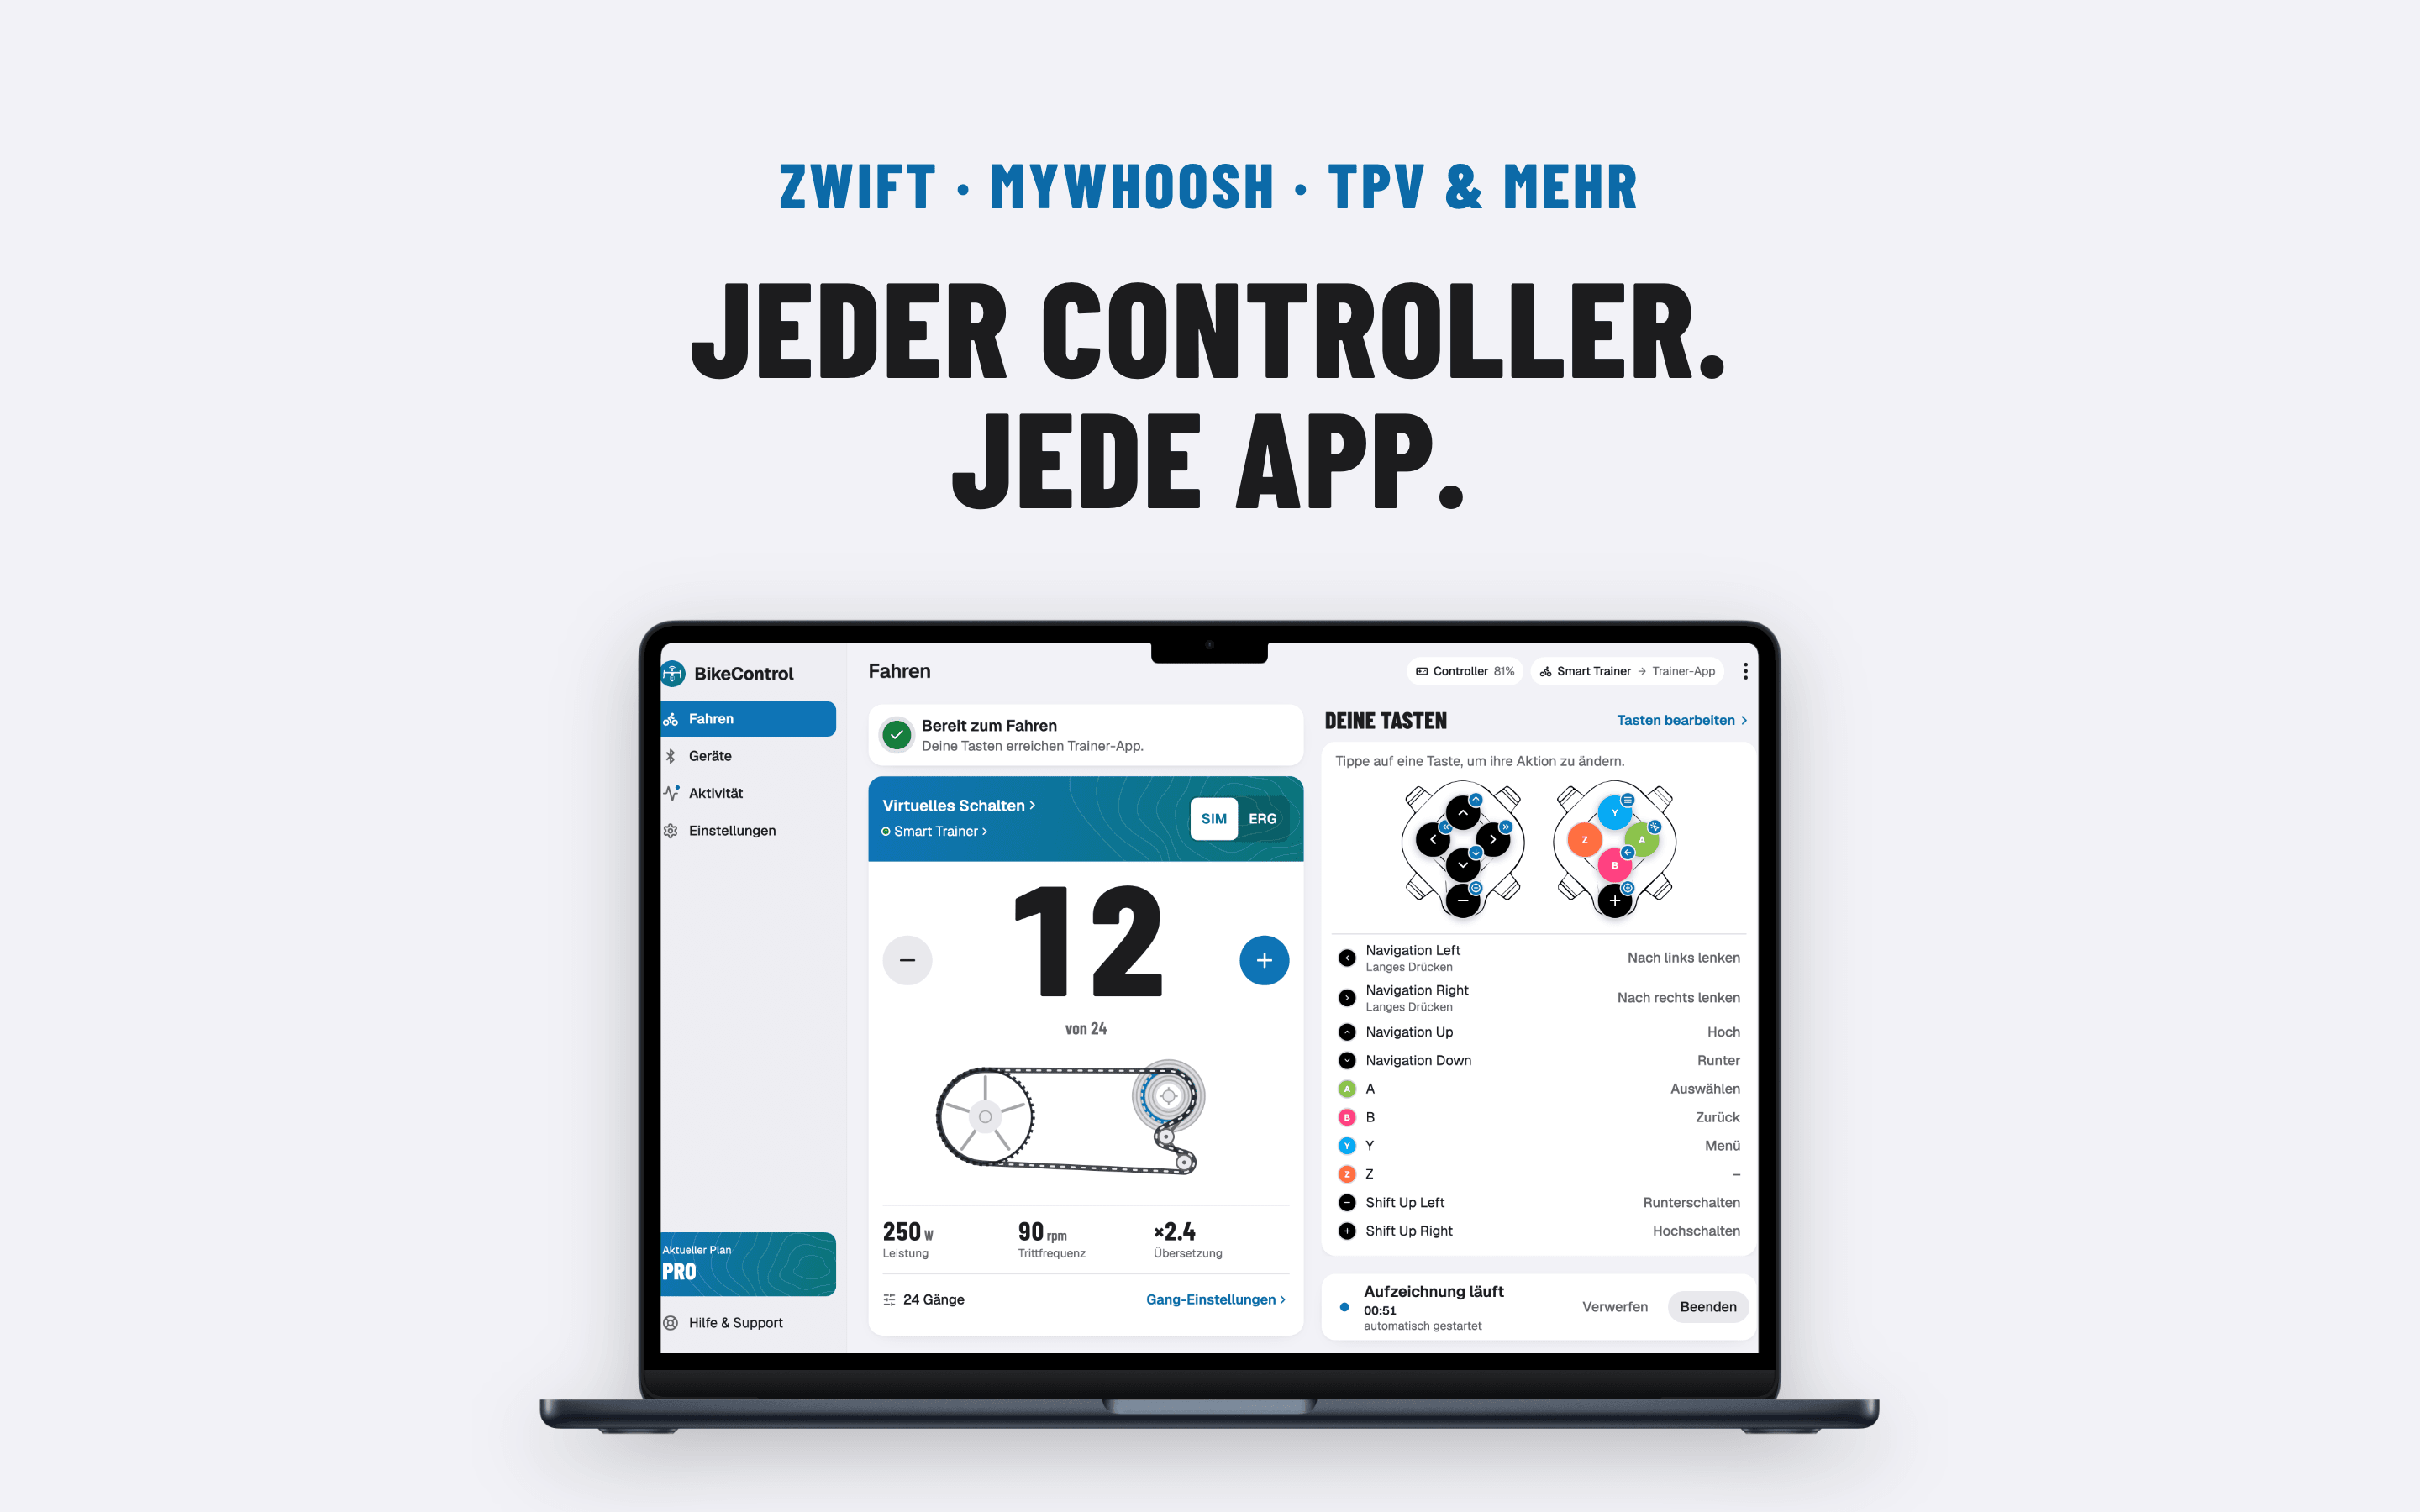 ZWIFT · MYWHOOSH · TPV & MEHR
JEDER CONTROLLER.
JEDE APP.
BikeControl
Fahren
Geräte
Aktivität
Einstellungen
Aktueller Plan
PRO
Hilfe & Support
Fahren
Controller 81%
Smart Trainer → Trainer-App
Bereit zum Fahren
Deine Tasten erreichen Trainer-App.
Virtuelles Schalten
Smart Trainer
SIM ERG
12
von 24
250 W
Leistung
90 rpm
Trittfrequenz
×2.4
Übersetzung
24 Gänge
Gang-Einstellungen
DEINE TASTEN
Tasten bearbeiten
Tippe auf eine Taste, um ihre Aktion zu ändern.
Y
Z
A
B
Navigation Left
Langes Drücken
Nach links lenken
Navigation Right
Langes Drücken
Nach rechts lenken
Navigation Up Hoch
Navigation Down Runter
A A Auswählen
B B Zurück
Y Y Menü
Z Z –
Shift Up Left Runterschalten
Shift Up Right Hochschalten
Aufzeichnung läuft
00:51
automatisch gestartet
Verwerfen
Beenden